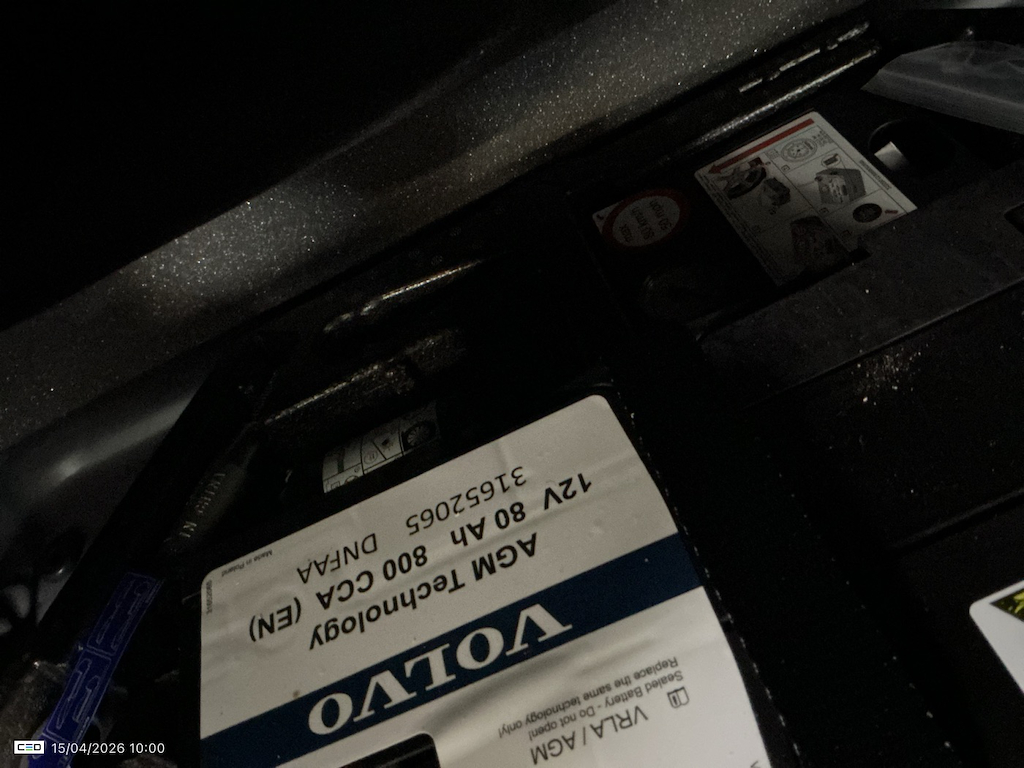 VRLA / AGM
Sealed Battery - Do not open!
Replace the same technology only!
VOLVO
AGM Technology
12V 80 Ah 800 CCA (EN)
31652065 DNFAA
Made in Poland
CEO 15/04/2026 10:00